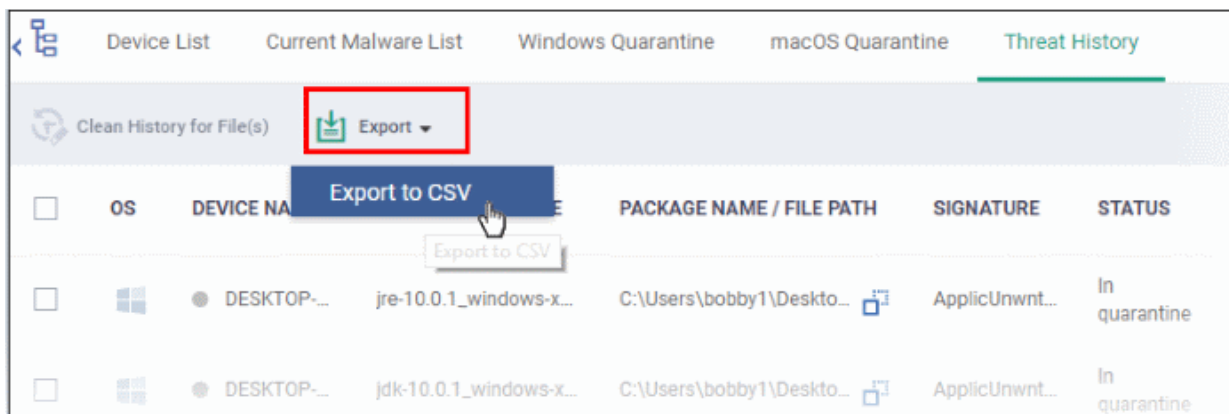 Device List Current Malware List Windows Quarantine macOS Quarantine Threat History
Clean History for File(s) Export
Export to CSV
OS DEVICE NA E PACKAGE NAME / FILE PATH SIGNATURE STATUS
Export to CSV
DESKTOP-... jre-10.0.1_windows-x... C:\Users\bobby1\Deskto... ApplicUnwnt... In
quarantine
DESKTOP-... jdk-10.0.1_windows-x... C:\Users\bobby1\Deskto... ApplicUnwnt... In
quarantine